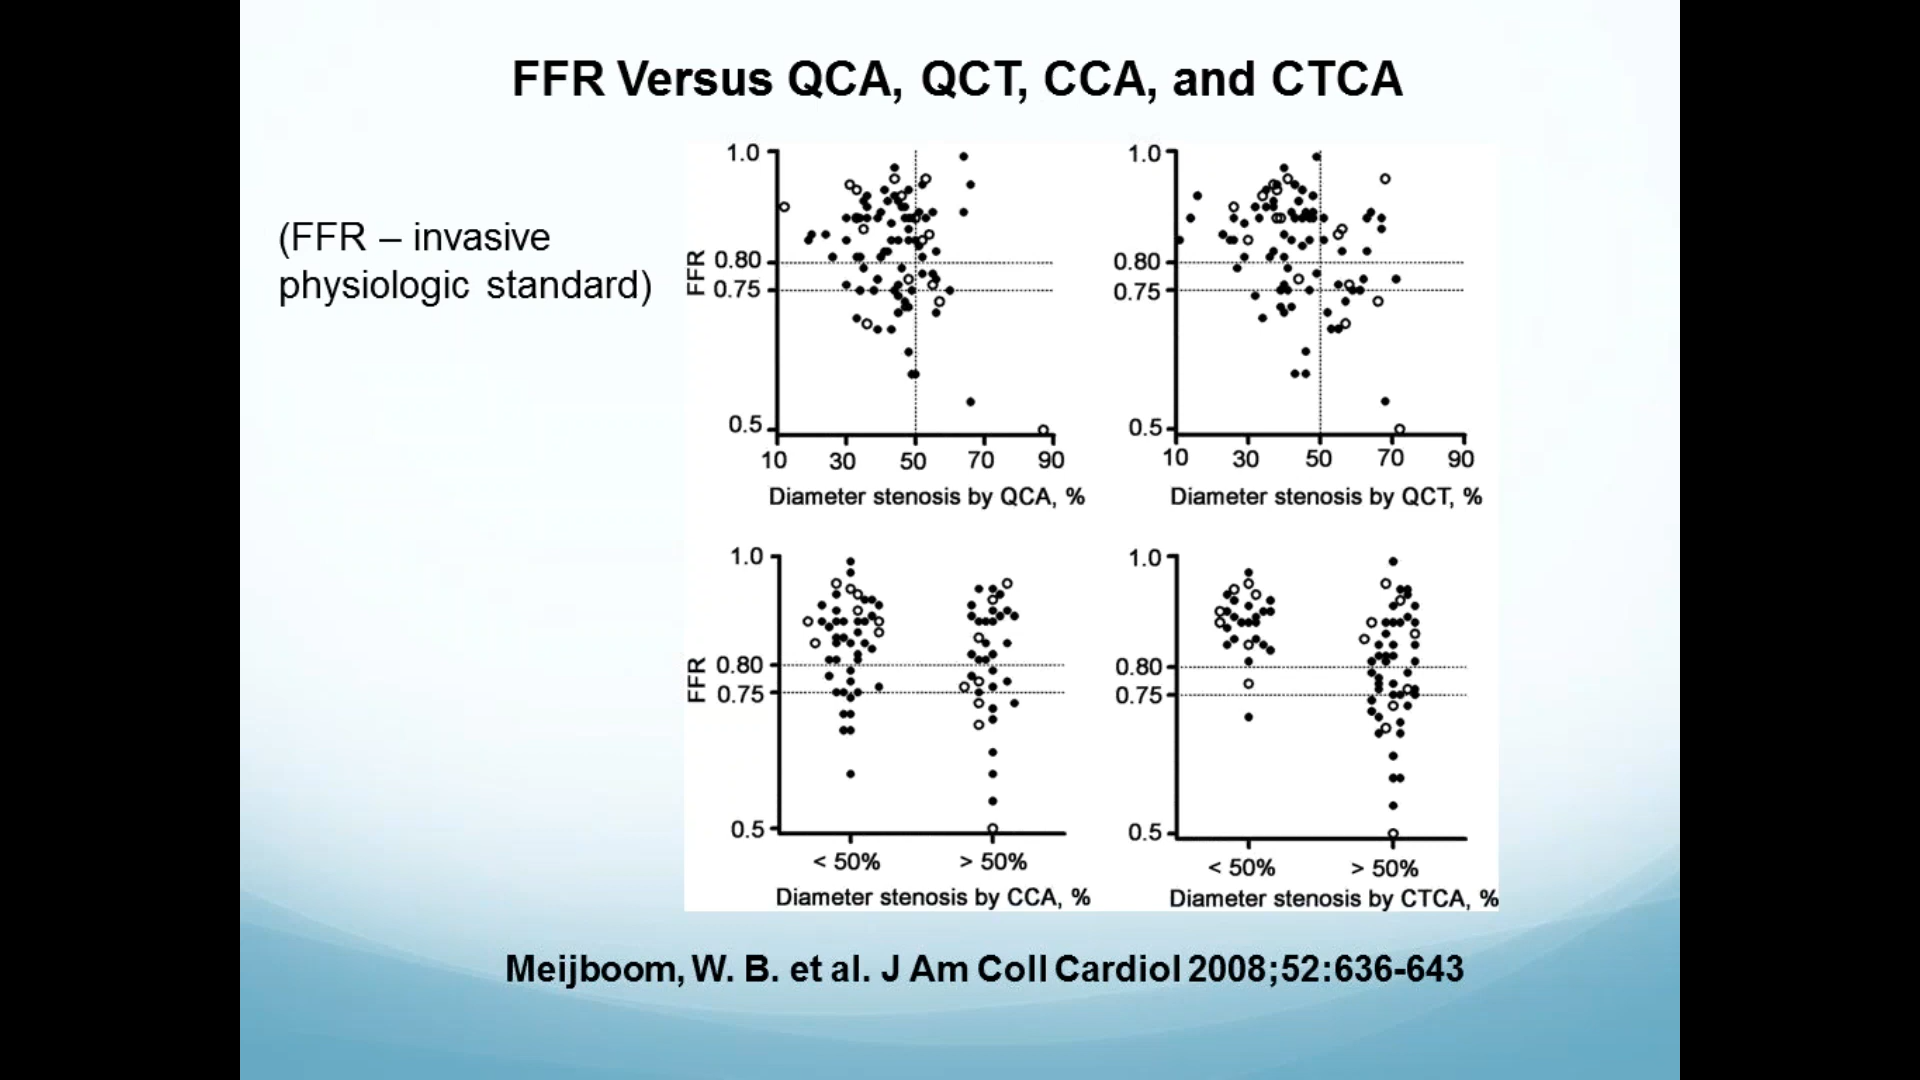 FFR Versus QCA, QCT, CCA, and CTCA
(FFR – invasive
physiologic standard)
1.0
0.80
0.75
0.5
FFR
10 30 50 70 90
Diameter stenosis by QCA, %
1.0
0.80
0.75
0.5
10 30 50 70 90
Diameter stenosis by QCT, %
1.0
0.80
0.75
0.5
FFR
< 50% > 50%
Diameter stenosis by CCA, %
1.0
0.80
0.75
0.5
< 50% > 50%
Diameter stenosis by CTCA, %
Meijboom, W. B. et al. J Am Coll Cardiol 2008;52:636-643